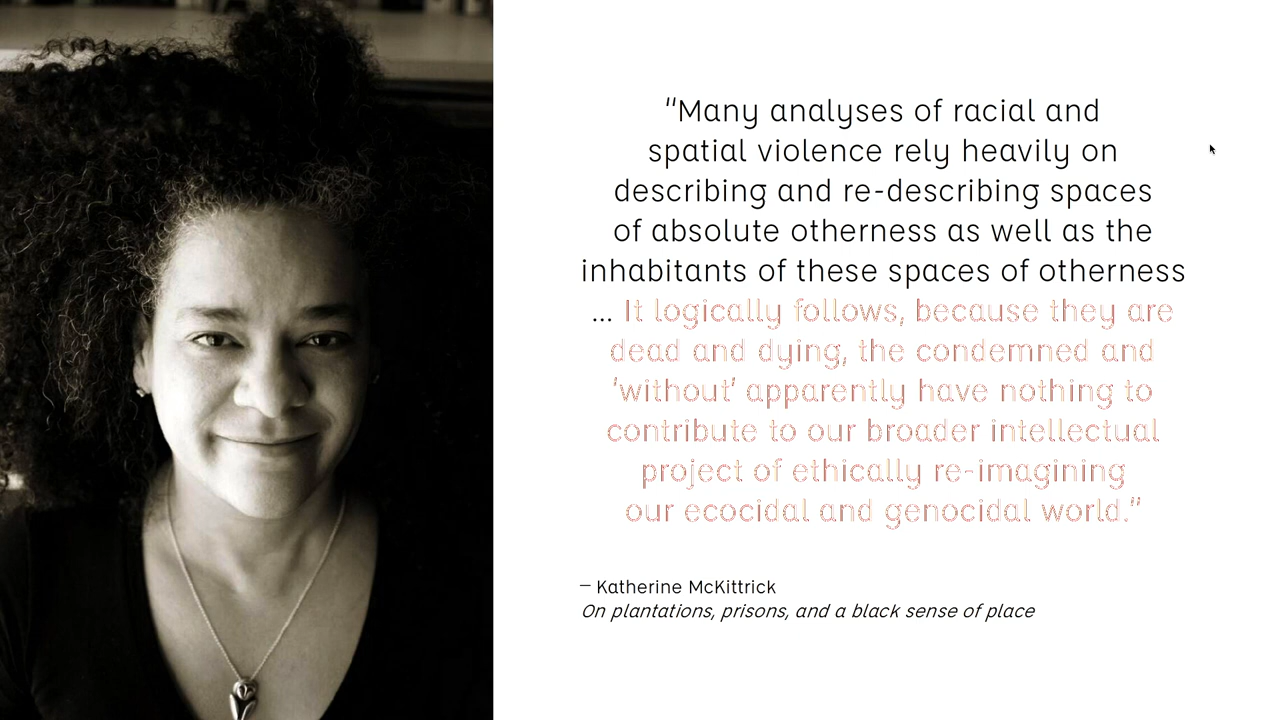 "Many analyses of racial and
spatial violence rely heavily on
describing and re-describing spaces
of absolute otherness as well as the
inhabitants of these spaces of otherness
... It logically follows, because they are
dead and dying, the condemned and
'without' apparently have nothing to
contribute to our broader intellectual
project of ethically re-imagining
our ecocidal and genocidal world."
— Katherine McKittrick
On plantations, prisons, and a black sense of place